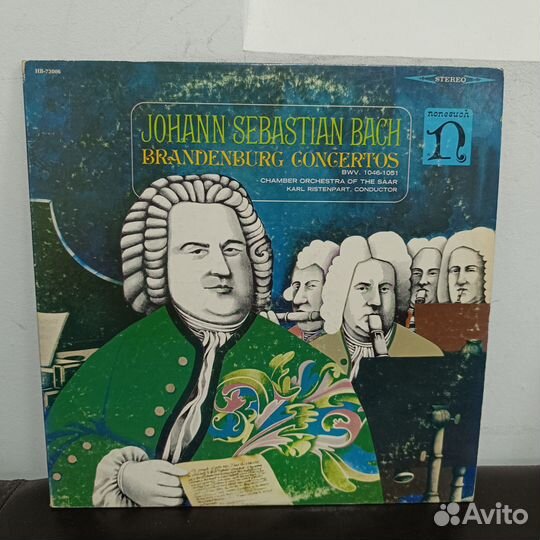 HB-73006
STEREO
nonesuch
n
JOHANN SEBASTIAN BACH
BRANDENBURG CONCERTOS
BWV. 1046-1051
CHAMBER ORCHESTRA OF THE SAAR
KARL RISTENPART, CONDUCTOR
Avito